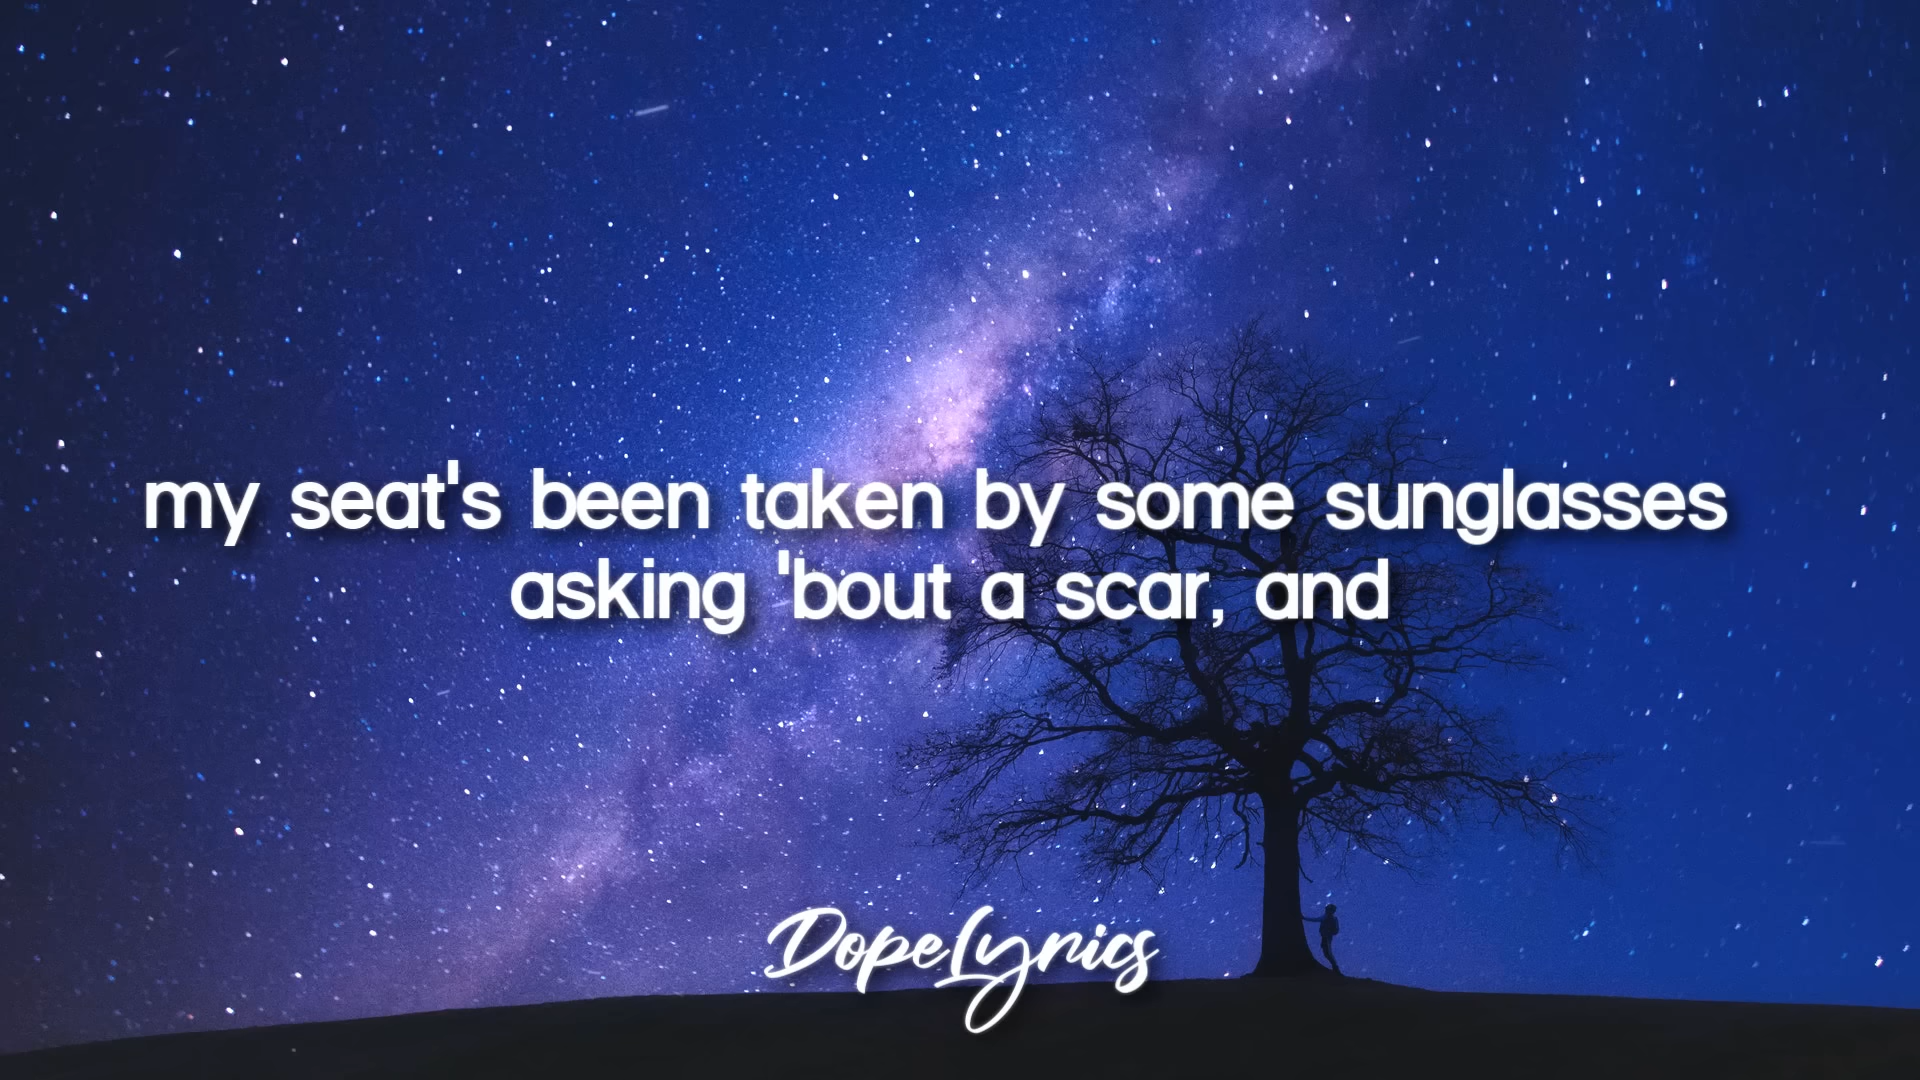 my seat's been taken by some sunglasses
asking 'bout a scar, and
DopeLyrics